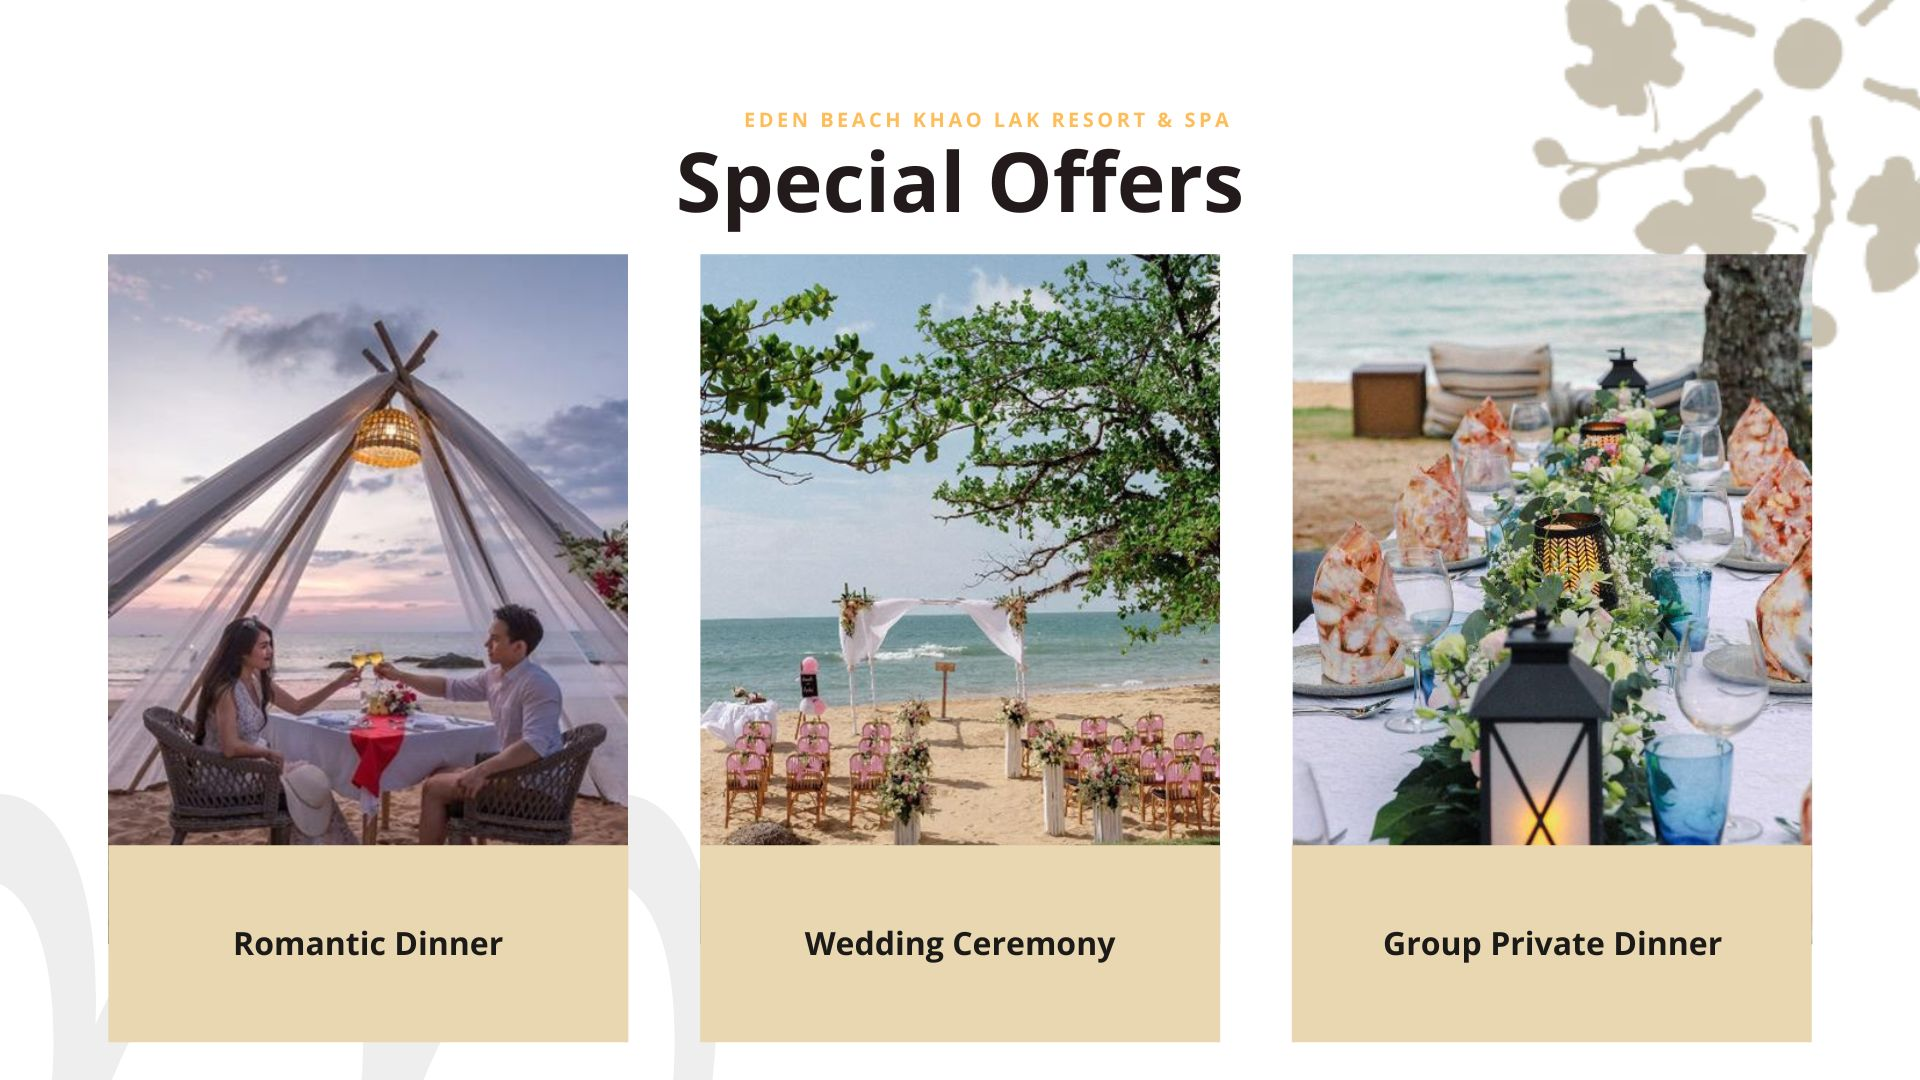 EDEN BEACH KHAO LAK RESORT & SPA
Special Offers
Romantic Dinner
Wedding Ceremony
Group Private Dinner